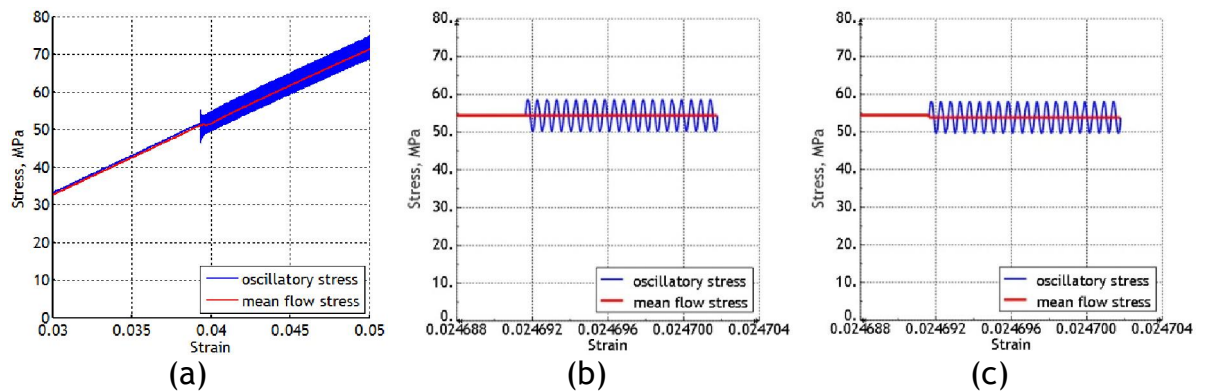 80
70
60
50
40
30
20
10
0
Stress, MPa
oscillatory stress
mean flow stress
0.03 0.035 0.04 0.045 0.05
Strain
(a)
80.
70.
60.
50.
40.
30.
20.
10.
0.
Stress, MPa
oscillatory stress
mean flow stress
0.024688 0.024692 0.024696 0.024700 0.024704
Strain
(b)
80.
70.
60.
50.
40.
30.
20.
10.
0.
Stress, MPa
oscillatory stress
mean flow stress
0.024688 0.024692 0.024696 0.024700 0.024704
Strain
(c)